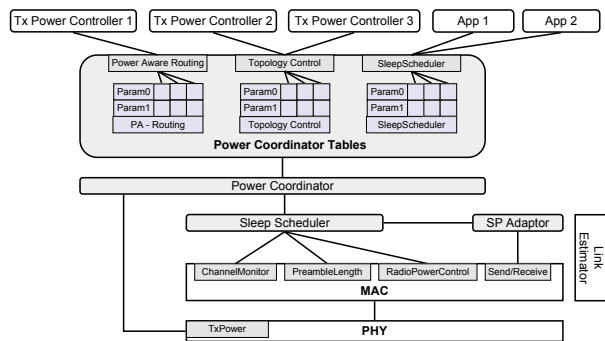 Tx Power Controller 1
Tx Power Controller 2
Tx Power Controller 3
App 1
App 2
Power Aware Routing
Topology Control
SleepScheduler
Param0
Param0
Param0
Param1
Param1
Param1
PA - Routing
Topology Control
SleepScheduler
Power Coordinator Tables
Power Coordinator
Sleep Scheduler
SP Adaptor
Link
Estimator
ChannelMonitor
PreambleLength
RadioPowerControl
Send/Receive
MAC
TxPower
PHY